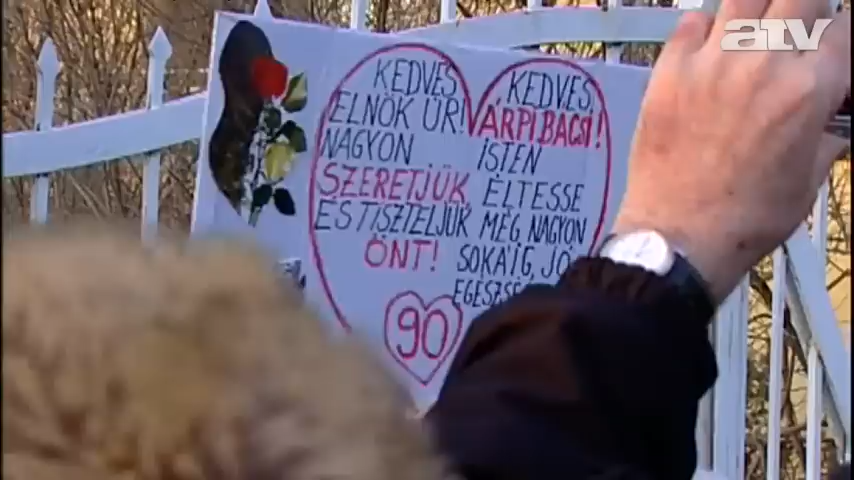 atv
KEDVES
ELNÖK ÚR!
NAGYON
SZERETJÜK
ÉS TISZTELJÜK
ÖNT!
KEDVES
ÁRPI BÁCSI!
ISTEN
ÉLTESSE
MÉG NAGYON
SOKÁIG, JÓ
90